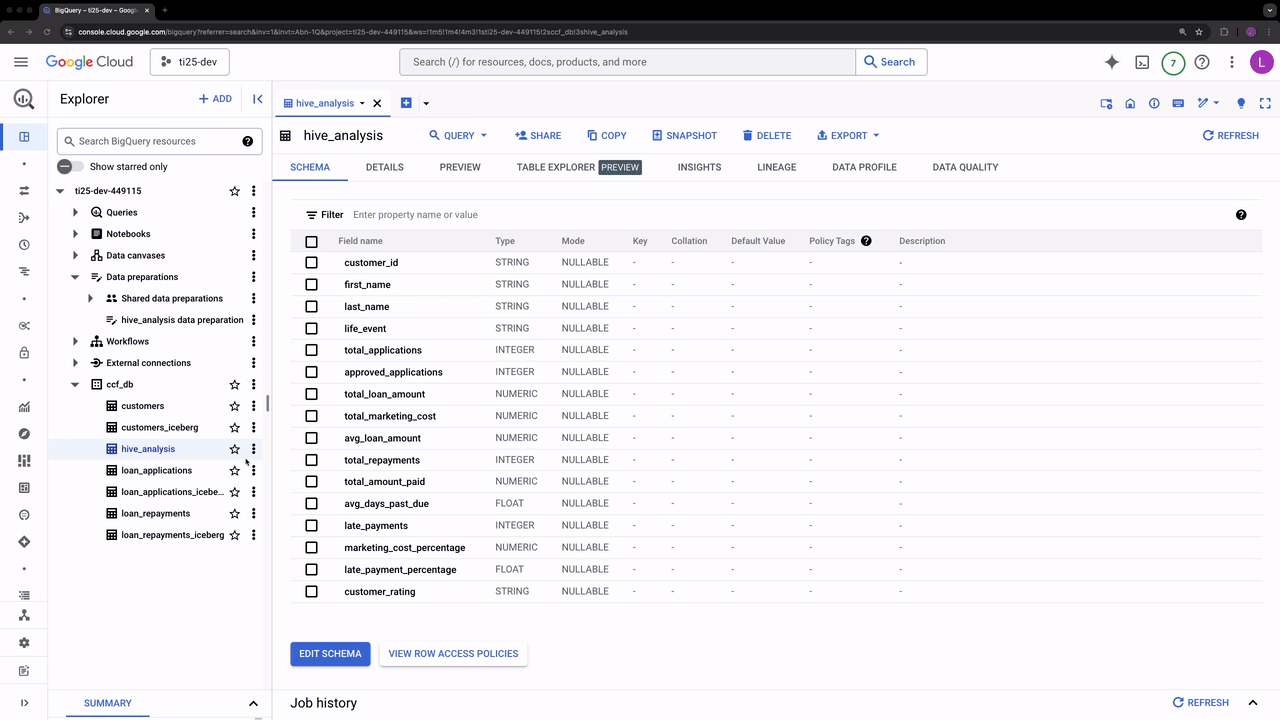 BigQuery – ti25-dev – Goog
console.cloud.google.com/bigquery?referrer=search&inv=1&invt=Abn-1Q&project=ti25-dev-449115&ws=!1m5!1m4!4m3!1sti25-dev-449115!2sccf_db!3shive_analysis
Google Cloud
ti25-dev
Search (/) for resources, docs, products, and more
Search
7
L
Explorer
+ ADD
hive_analysis
Search BigQuery resources
hive_analysis
QUERY
SHARE
COPY
SNAPSHOT
DELETE
EXPORT
REFRESH
Show starred only
SCHEMA
DETAILS
PREVIEW
TABLE EXPLORER PREVIEW
INSIGHTS
LINEAGE
DATA PROFILE
DATA QUALITY
ti25-dev-449115
Queries
Notebooks
Data canvases
Data preparations
Shared data preparations
hive_analysis data preparation
Workflows
External connections
ccf_db
customers
customers_iceberg
hive_analysis
loan_applications
loan_applications_icebe...
loan_repayments
loan_repayments_iceberg
SUMMARY
Filter Enter property name or value
Field name Type Mode Key Collation Default Value Policy Tags Description
customer_id STRING NULLABLE - - - - -
first_name STRING NULLABLE - - - - -
last_name STRING NULLABLE - - - - -
life_event STRING NULLABLE - - - - -
total_applications INTEGER NULLABLE - - - - -
approved_applications INTEGER NULLABLE - - - - -
total_loan_amount NUMERIC NULLABLE - - - - -
total_marketing_cost NUMERIC NULLABLE - - - - -
avg_loan_amount NUMERIC NULLABLE - - - - -
total_repayments INTEGER NULLABLE - - - - -
total_amount_paid NUMERIC NULLABLE - - - - -
avg_days_past_due FLOAT NULLABLE - - - - -
late_payments INTEGER NULLABLE - - - - -
marketing_cost_percentage NUMERIC NULLABLE - - - - -
late_payment_percentage FLOAT NULLABLE - - - - -
customer_rating STRING NULLABLE - - - - -
EDIT SCHEMA
VIEW ROW ACCESS POLICIES
Job history
REFRESH